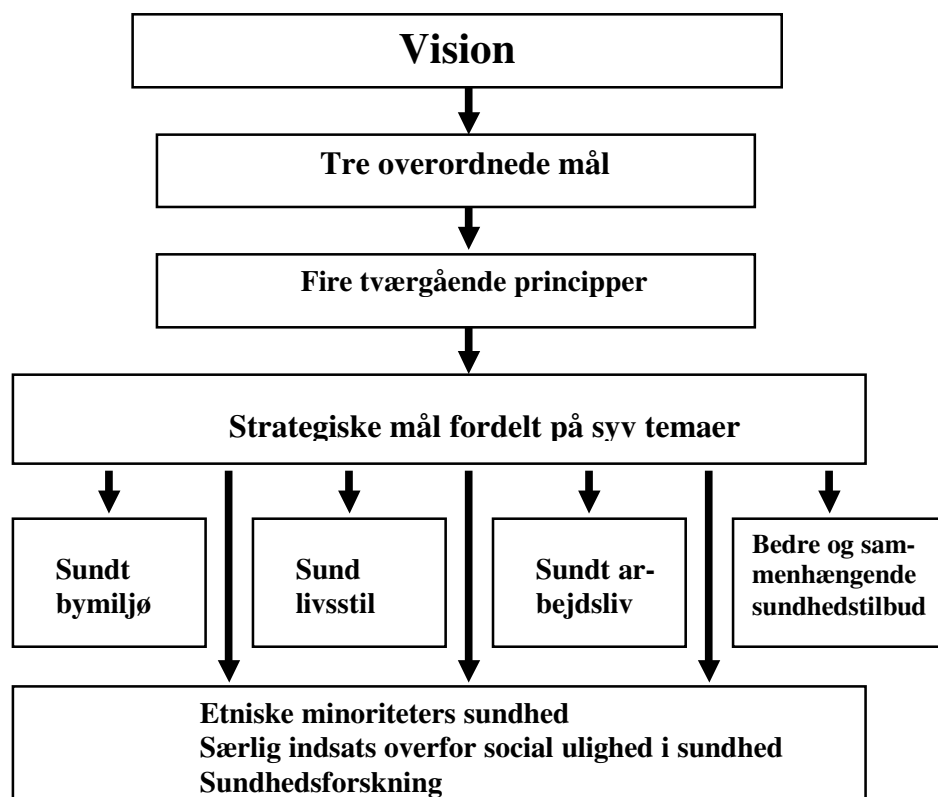 Vision
Tre overordnede mål
Fire tværgående principper
Strategiske mål fordelt på syv temaer
Sundt
bymiljø
Sund
livsstil
Sundt ar-
bejdsliv
Bedre og sam-
menhængende
sundhedstilbud
Etniske minoriteters sundhed
Særlig indsats overfor social ulighed i sundhed
Sundhedsforskning